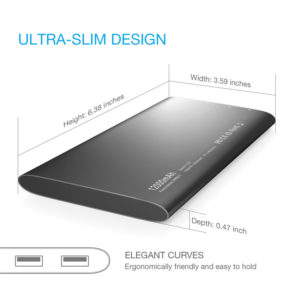 ULTRA-SLIM DESIGN
Width: 3.59 inches
Height: 6.38 inches
12000mAh
Depth: 0.47 inch
ELEGANT CURVES
Ergonomically friendly and easy to hold